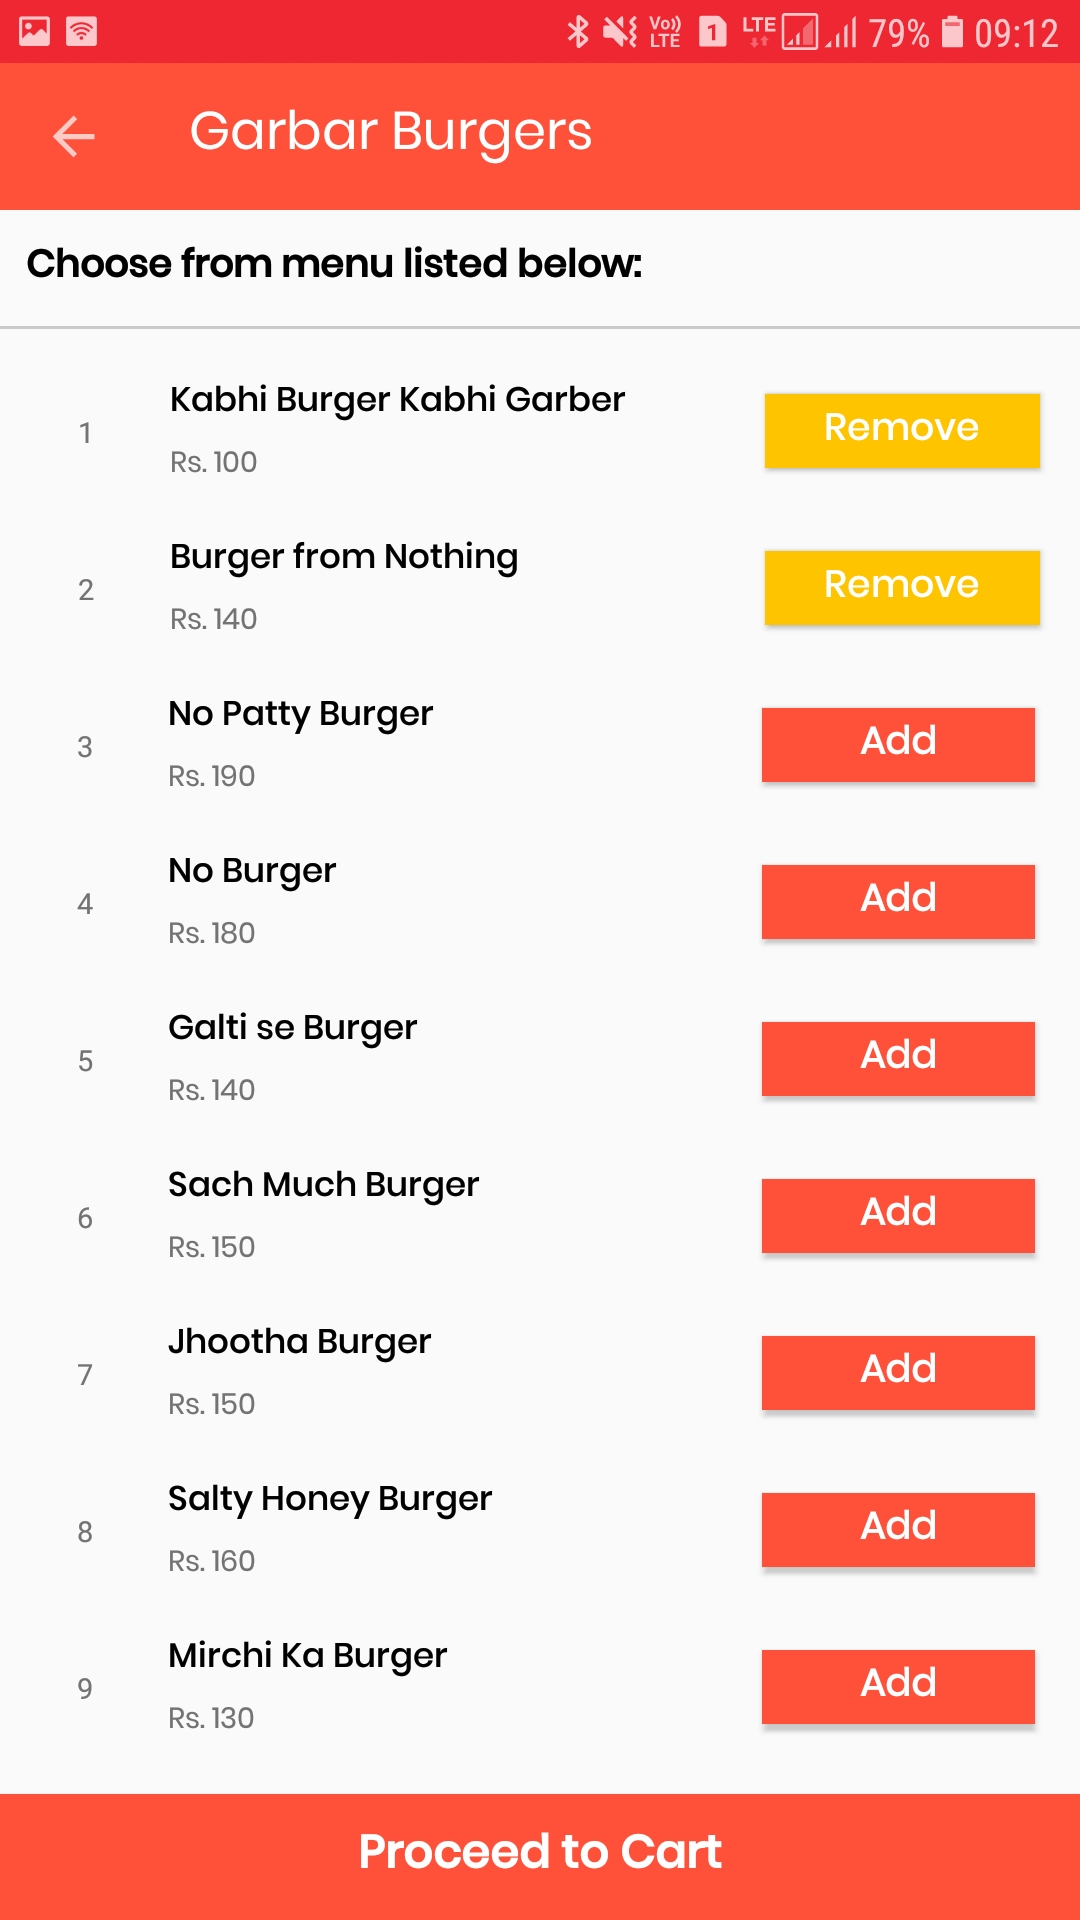 Vo)) LTE 1 LTE 79% 09:12
Garbar Burgers
Choose from menu listed below:
1
Kabhi Burger Kabhi Garber
Rs. 100
Remove
2
Burger from Nothing
Rs. 140
Remove
3
No Patty Burger
Rs. 190
Add
4
No Burger
Rs. 180
Add
5
Galti se Burger
Rs. 140
Add
6
Sach Much Burger
Rs. 150
Add
7
Jhootha Burger
Rs. 150
Add
8
Salty Honey Burger
Rs. 160
Add
9
Mirchi Ka Burger
Rs. 130
Add
Proceed to Cart